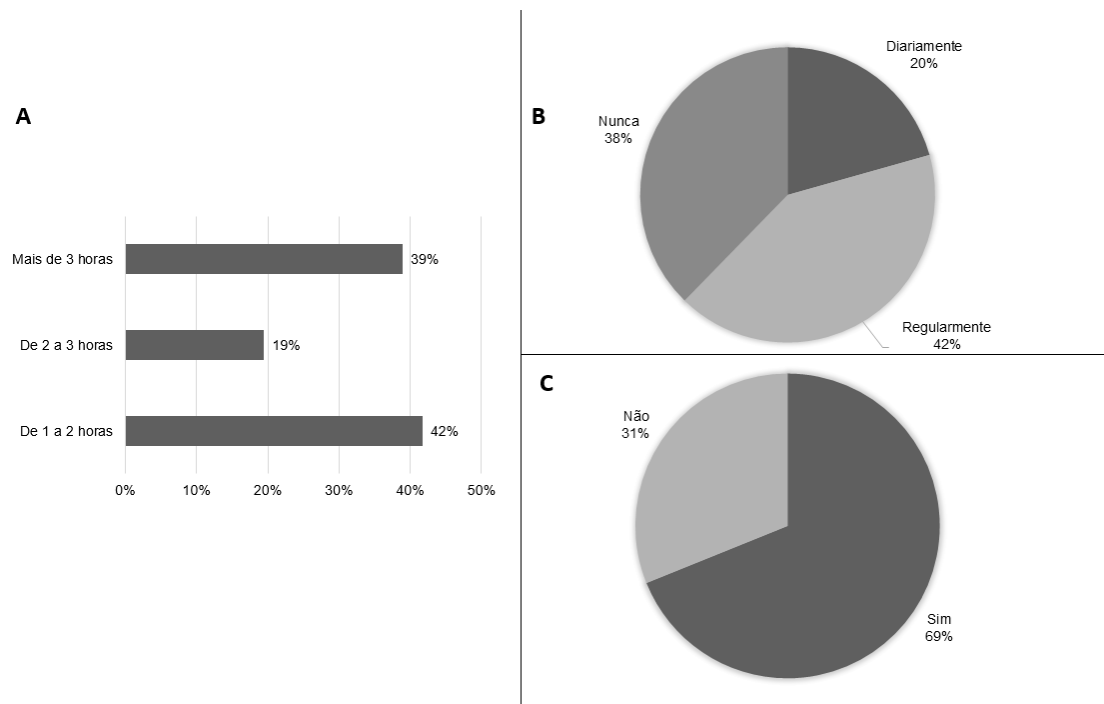 A
Mais de 3 horas
39%
De 2 a 3 horas
19%
De 1 a 2 horas
42%
0%
10%
20%
30%
40%
50%
B
Diariamente
20%
Nunca
38%
Regularmente
42%
C
Não
31%
Sim
69%